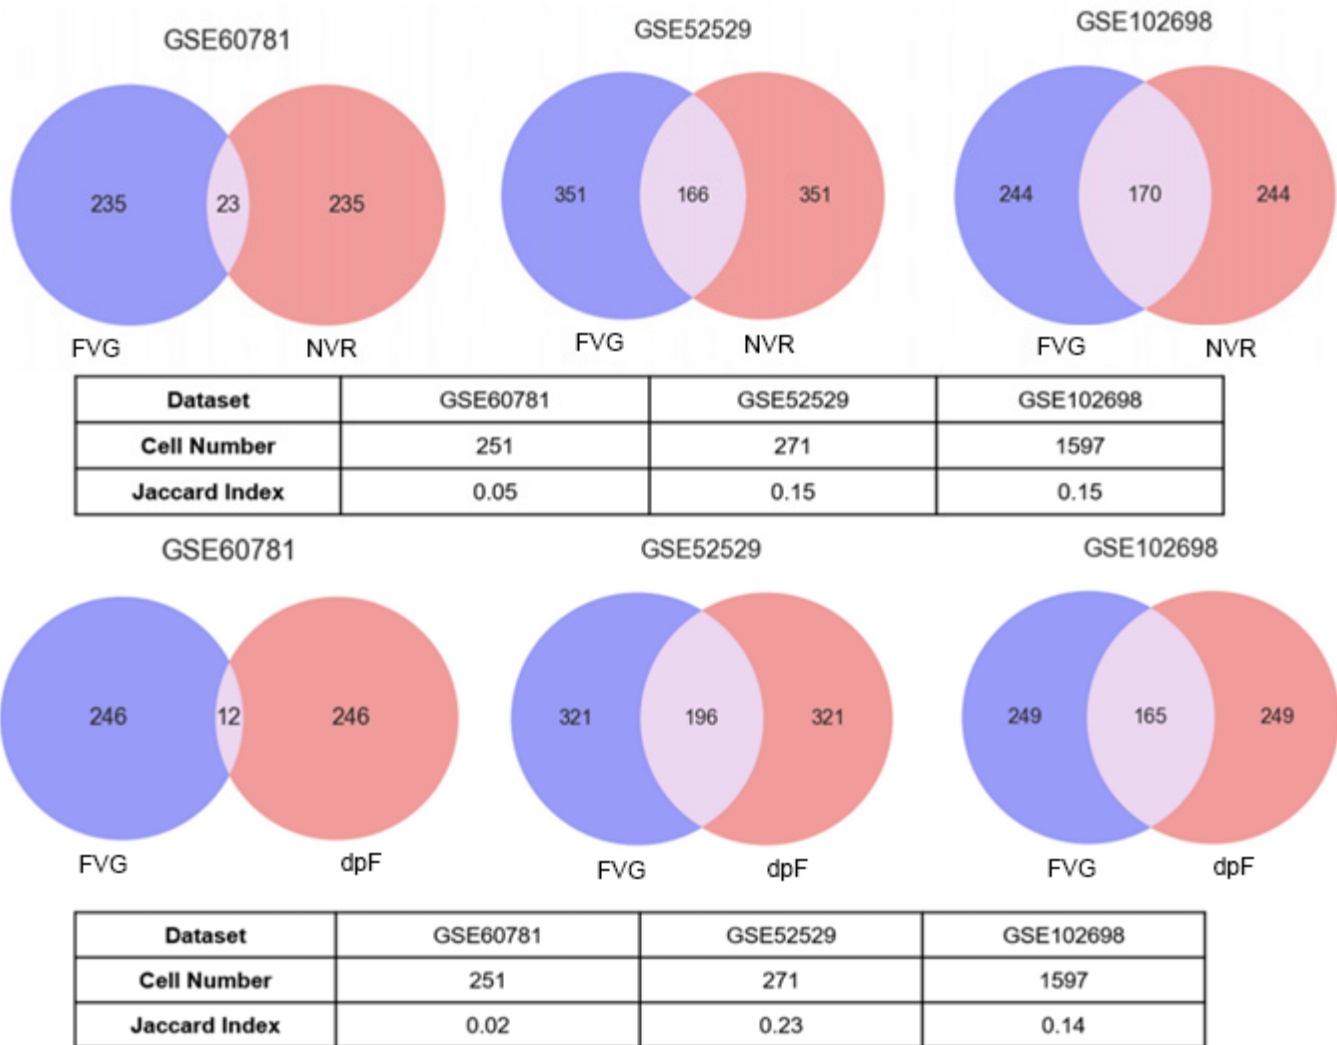 GSE60781 GSE52529 GSE102698
235 23 235 351 166 351 244 170 244
FVG NVR FVG NVR FVG NVR
Dataset GSE60781 GSE52529 GSE102698
Cell Number 251 271 1597
Jaccard Index 0.05 0.15 0.15
GSE60781 GSE52529 GSE102698
246 12 246 321 196 321 249 165 249
FVG dpF FVG dpF FVG dpF
Dataset GSE60781 GSE52529 GSE102698
Cell Number 251 271 1597
Jaccard Index 0.02 0.23 0.14